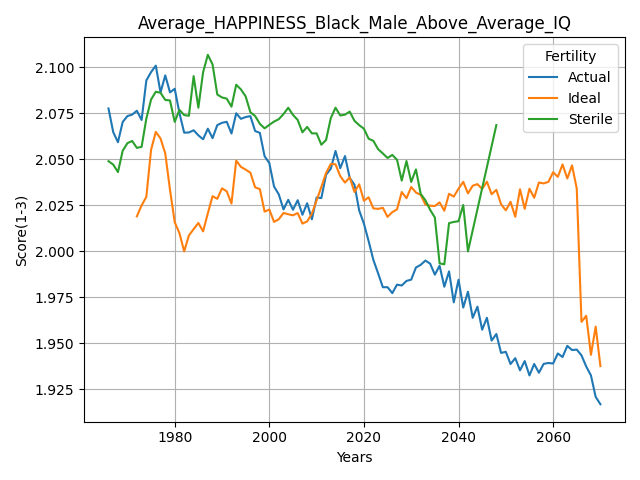 Average_HAPPINESS_Black_Male_Above_Average_IQ
Fertility
Actual
Ideal
Sterile
Score(1-3)
2.100
2.075
2.050
2.025
2.000
1.975
1.950
1.925
1980 2000 2020 2040 2060
Years